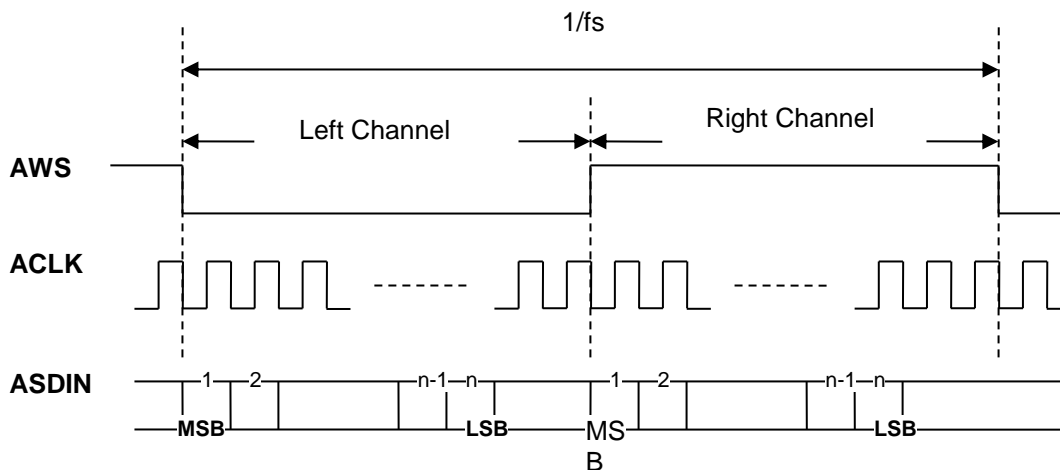 1/fs
Left Channel
Right Channel
AWS
ACLK
ASDIN
1 2 n-1 n 1 2 n-1 n
MSB LSB MS LSB
B